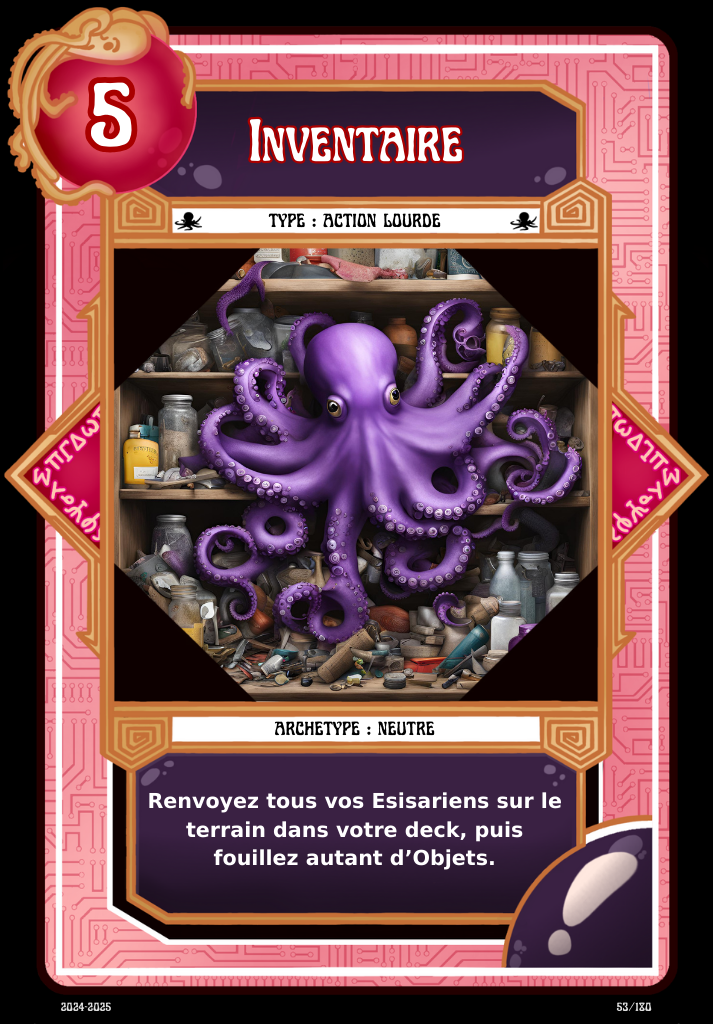 5
INVENTAIRE
TYPE : ACTION LOURDE
ARCHETYPE : NEUTRE
Renvoyez tous vos Esisariens sur le
terrain dans votre deck, puis
fouillez autant d’Objets.
2024-2025
53/180